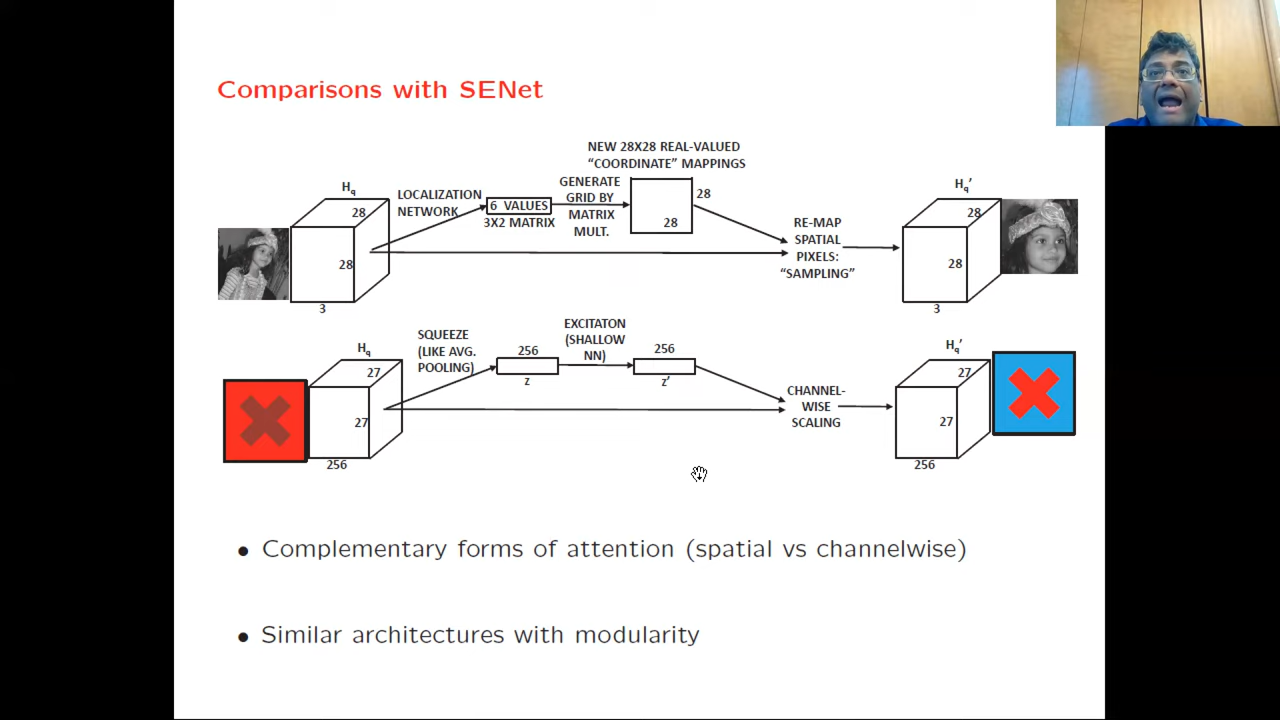 Comparisons with SENet
NEW 28X28 REAL-VALUED
“COORDINATE” MAPPINGS
Hq
28
28
3
LOCALIZATION
NETWORK
6 VALUES
3X2 MATRIX
GENERATE
GRID BY
MATRIX
MULT.
28
28
RE-MAP
SPATIAL
PIXELS:
“SAMPLING”
Hq’
28
28
3
Hq
27
27
256
SQUEEZE
(LIKE AVG.
POOLING)
256
z
EXCITATON
(SHALLOW
NN)
256
z’
CHANNEL-
WISE
SCALING
Hq’
27
27
256
• Complementary forms of attention (spatial vs channelwise)
• Similar architectures with modularity